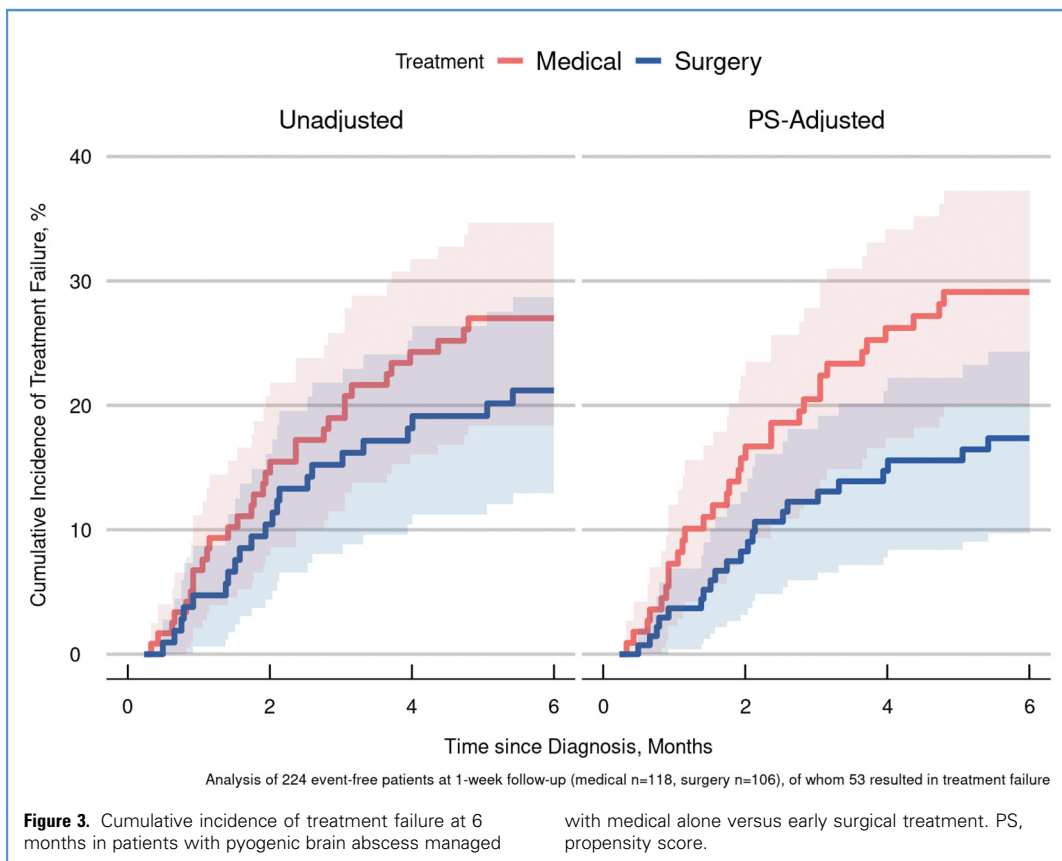 Treatment Medical Surgery
Unadjusted
PS-Adjusted
Cumulative Incidence of Treatment Failure, %
40
30
20
10
0
0 2 4 6
0 2 4 6
Time since Diagnosis, Months
Analysis of 224 event-free patients at 1-week follow-up (medical n=118, surgery n=106), of whom 53 resulted in treatment failure
Figure 3. Cumulative incidence of treatment failure at 6
months in patients with pyogenic brain abscess managed
with medical alone versus early surgical treatment. PS,
propensity score.